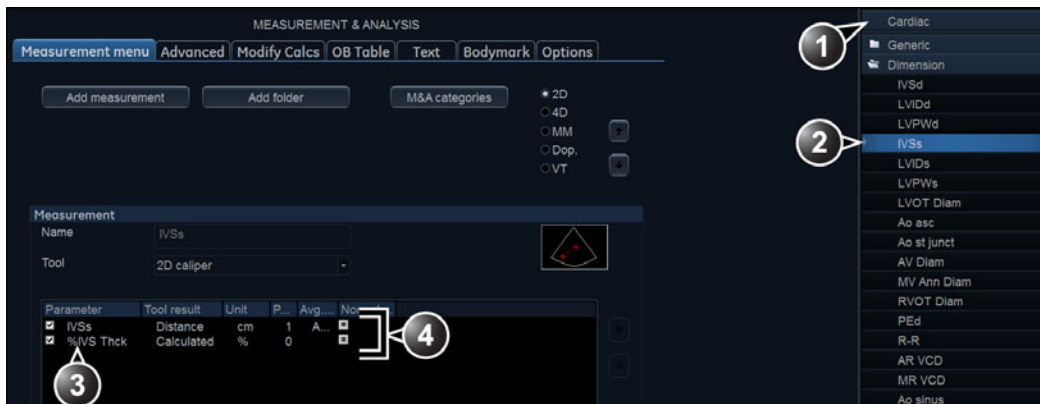 MEASUREMENT & ANALYSIS
Measurement menu Advanced Modify Calcs OB Table Text Bodymark Options
Add measurement Add folder M&A categories
2D
4D
MM
Dop.
VT
Measurement
Name IVSs
Tool 2D caliper
Parameter Tool result Unit P... Avg....
IVSs Distance cm 1 A...
%IVS Thck Calculated % 0
3
4
1
2
Cardiac
Generic
Dimension
IVSd
LVIDd
LVPWd
IVSs
LVIDs
LVPWs
LVOT Diam
Ao asc
Ao st junct
AV Diam
MV Ann Diam
RVOT Diam
PEd
R-R
AR VCD
MR VCD
Ao sinus